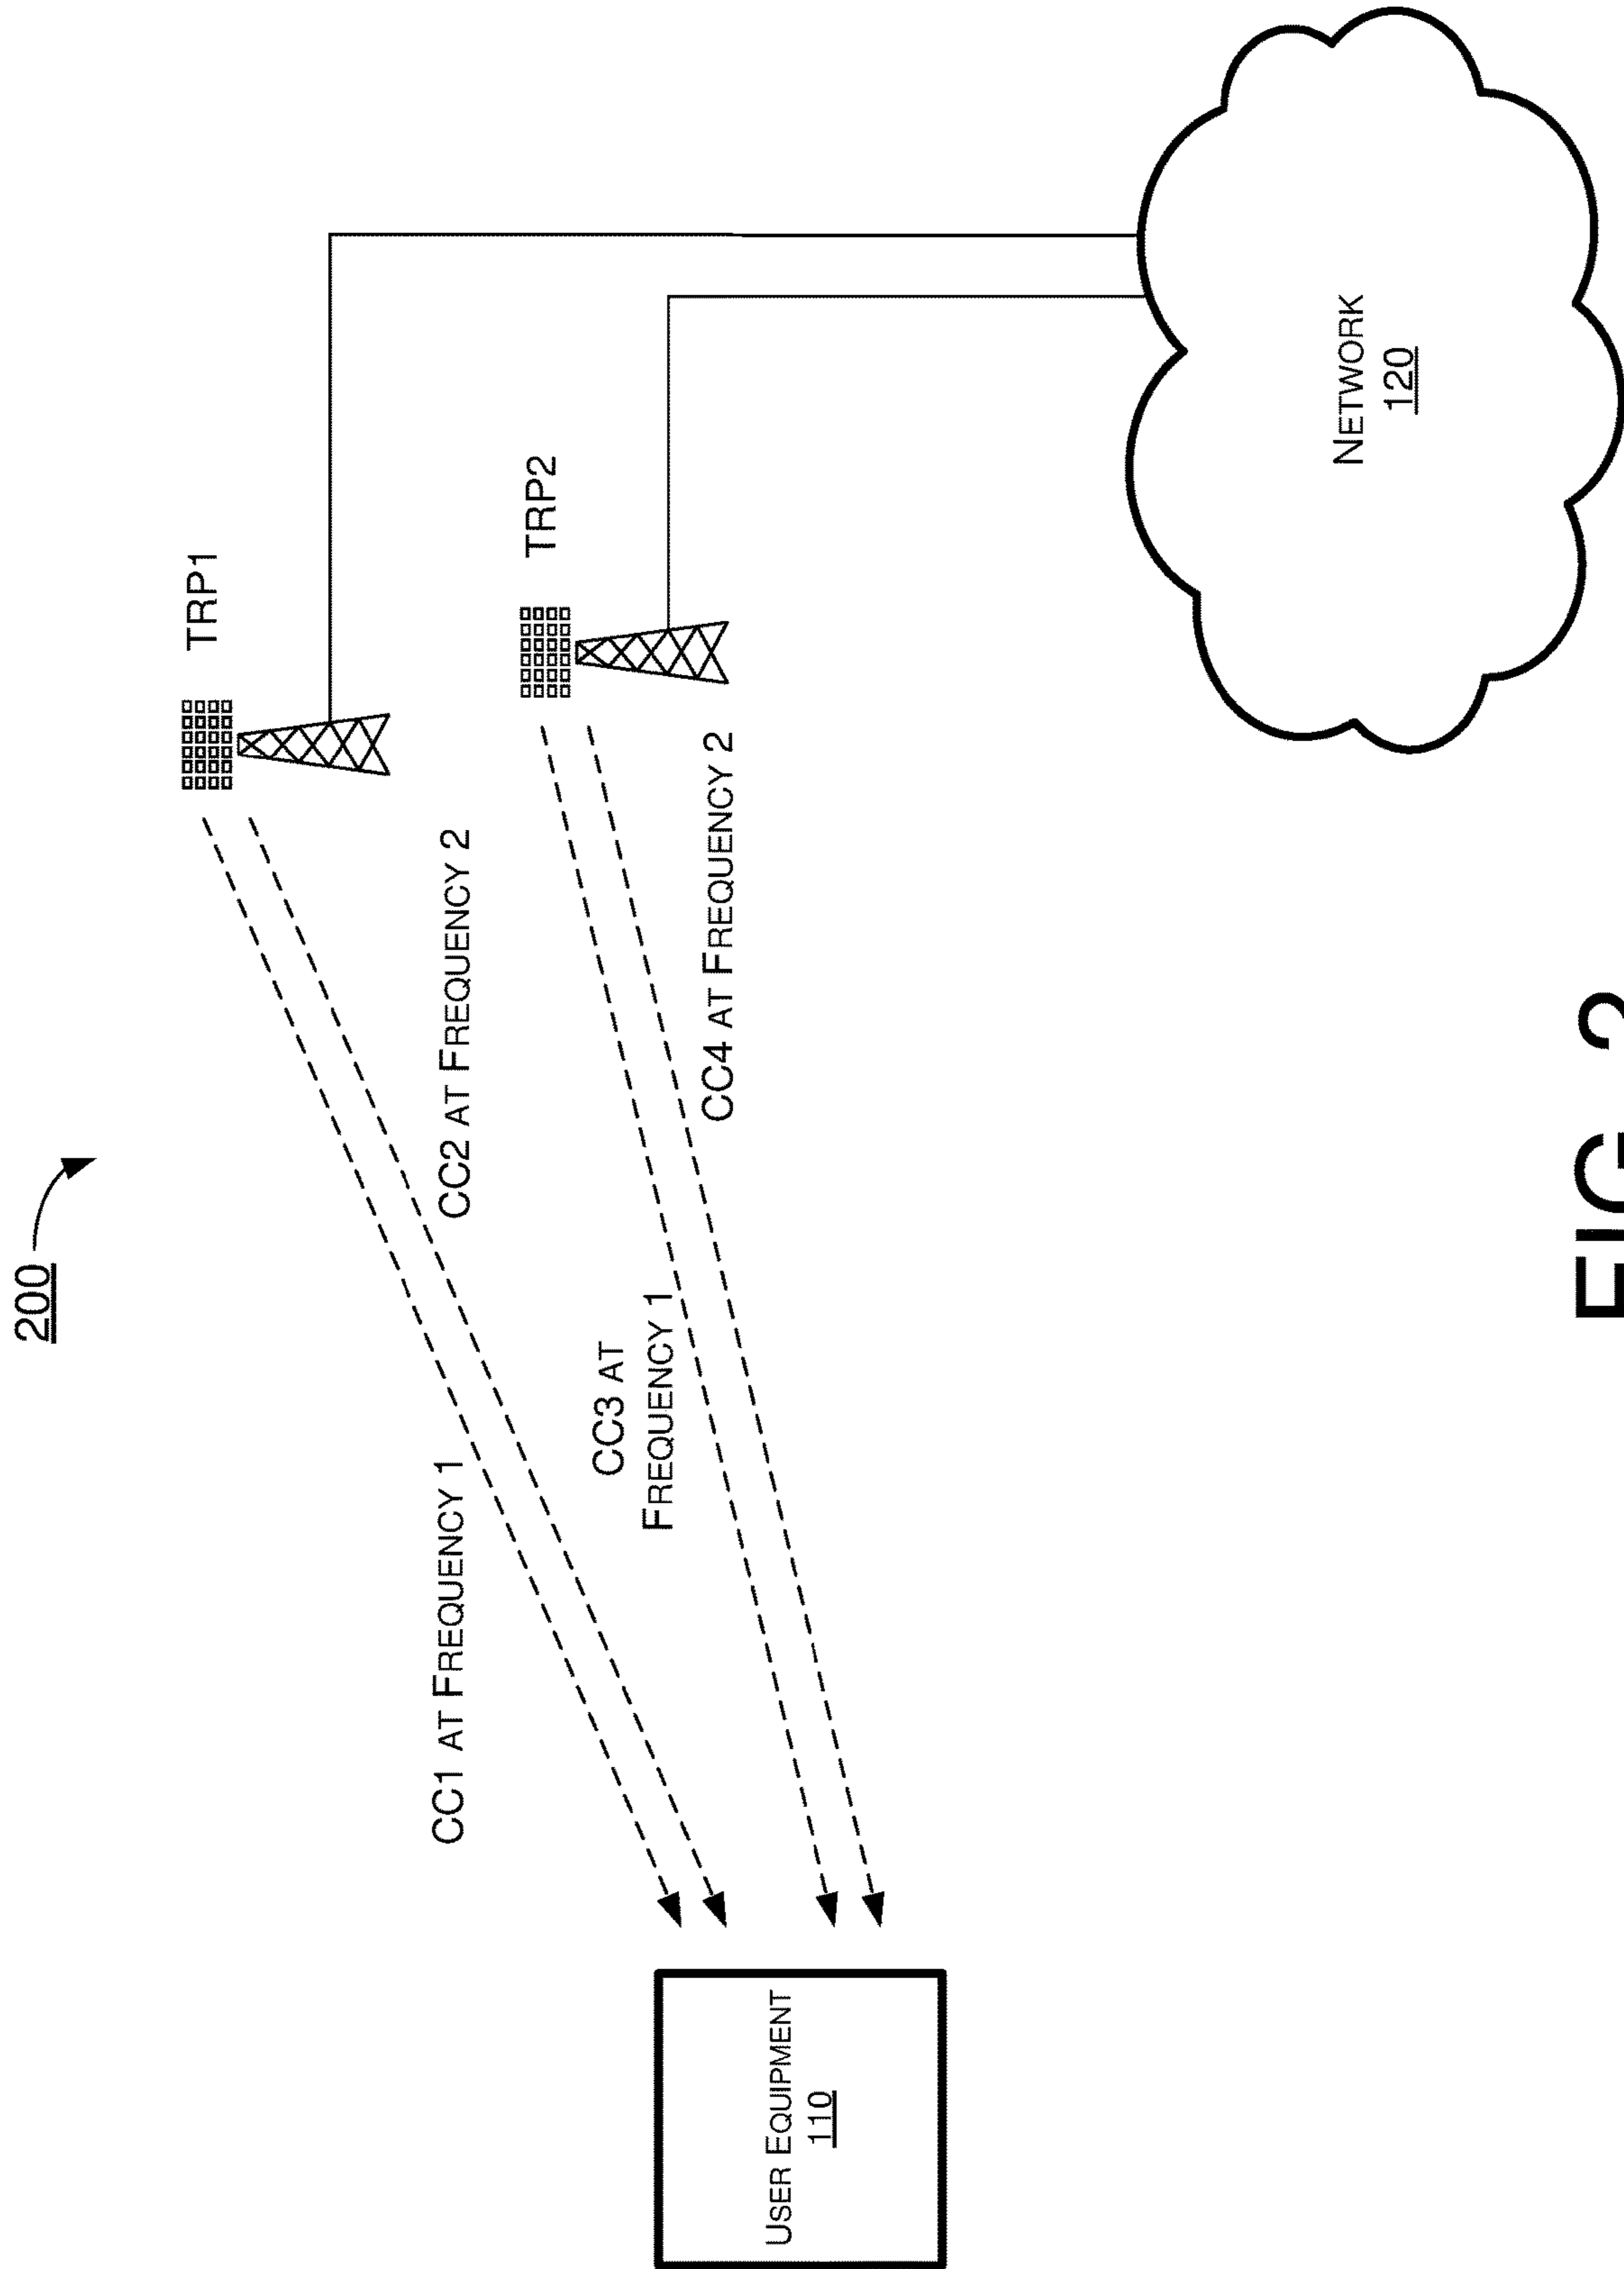 200
TRP1
TRP2
CC1 AT FREQUENCY 1
CC2 AT FREQUENCY 2
CC3 AT
FREQUENCY 1
CC4 AT FREQUENCY 2
USER EQUIPMENT
110
NETWORK
120
FIG. 2